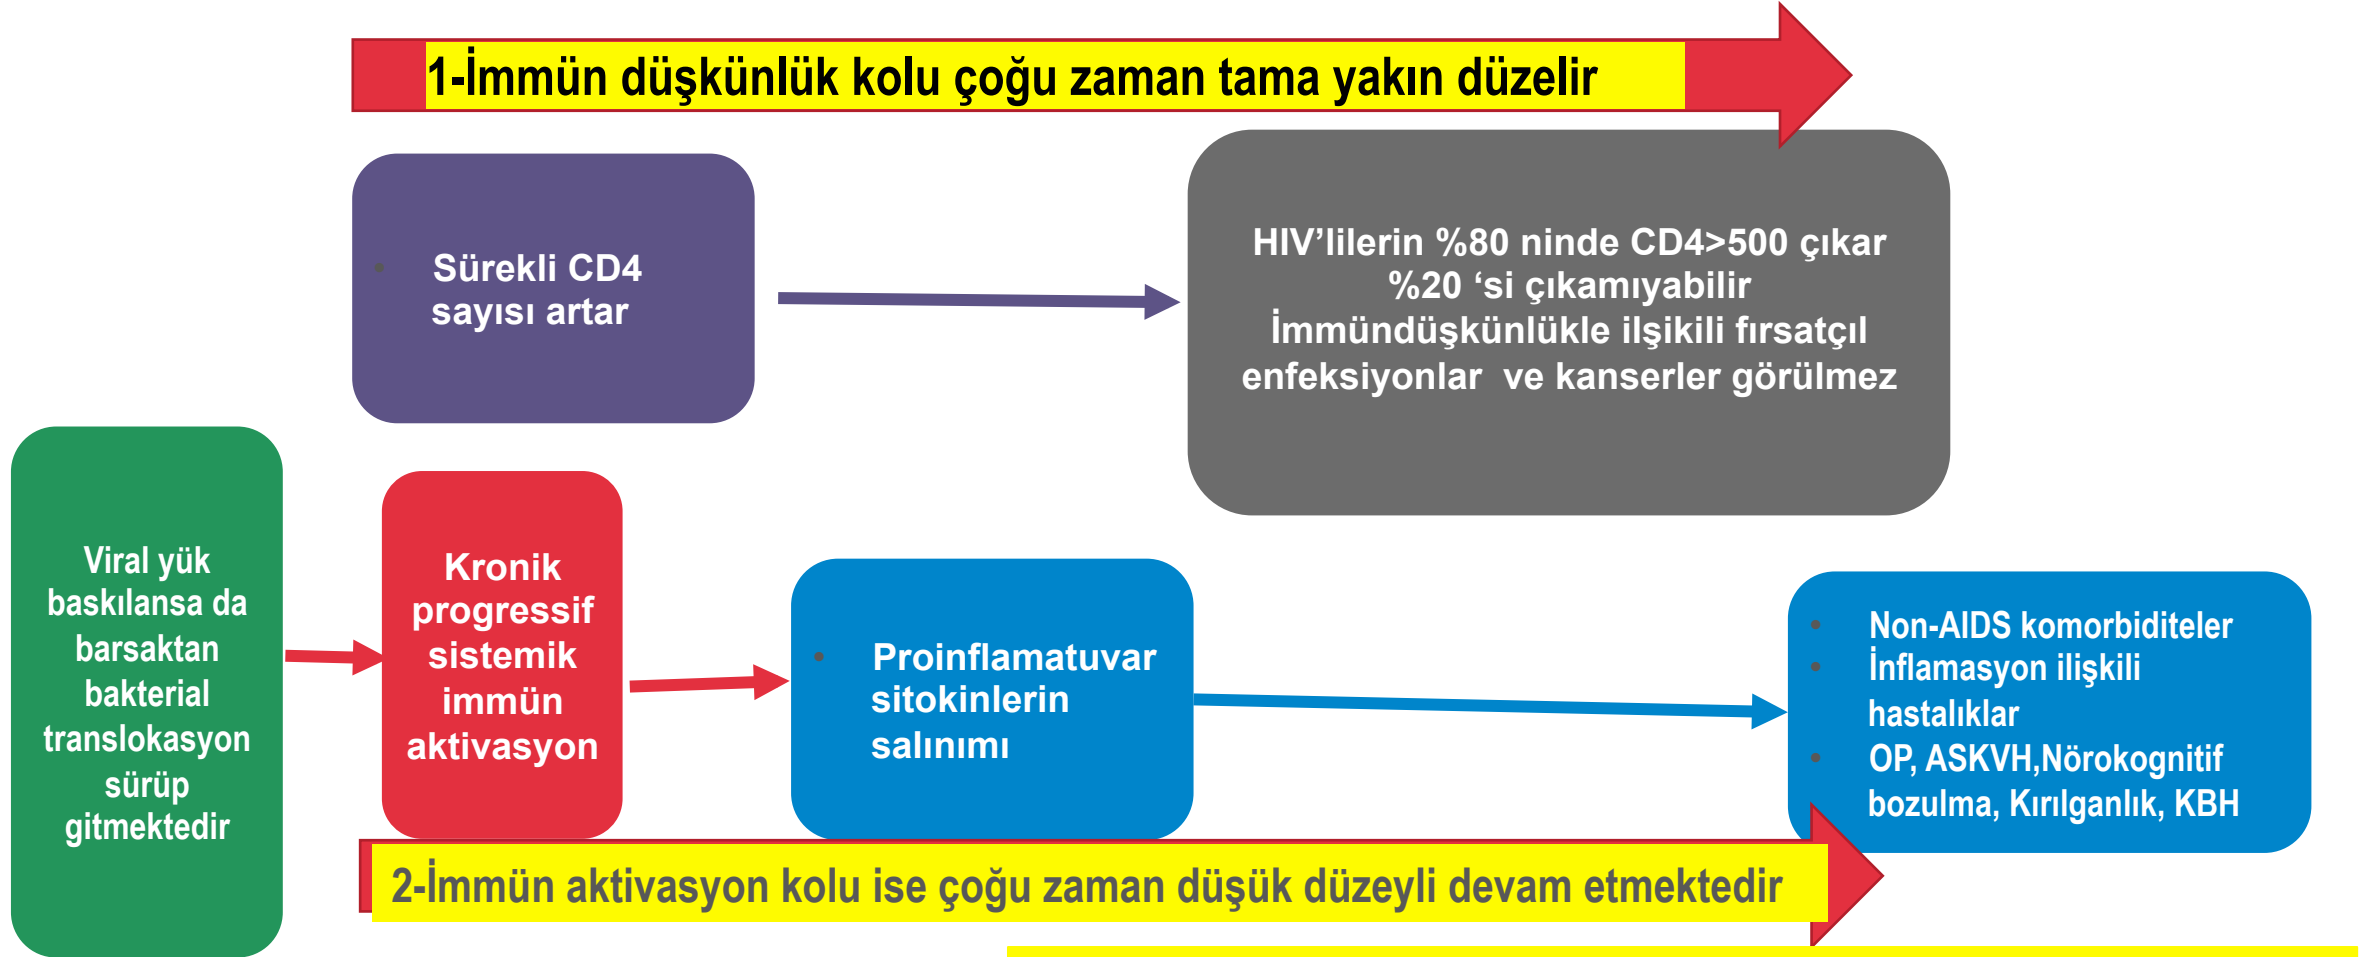 1-İmmün düşkünlük kolu çoğu zaman tama yakın düzelir
• Sürekli CD4
sayısı artar
HIV’lilerin %80 ninde CD4>500 çıkar
%20 ‘si çıkamıyabilir
İmmündüşkünlükle ilşikili fırsatçıl
enfeksiyonlar ve kanserler görülmez
Viral yük
baskılansa da
barsaktan
bakterial
translokasyon
sürüp
gitmektedir
Kronik
progressif
sistemik
immün
aktivasyon
• Proinflamatuvar
sitokinlerin
salınımı
• Non-AIDS komorbiditeler
• İnflamasyon ilişkili
hastalıklar
• OP, ASKVH,Nörokognitif
bozulma, Kırılganlık, KBH
2-İmmün aktivasyon kolu ise çoğu zaman düşük düzeyli devam etmektedir